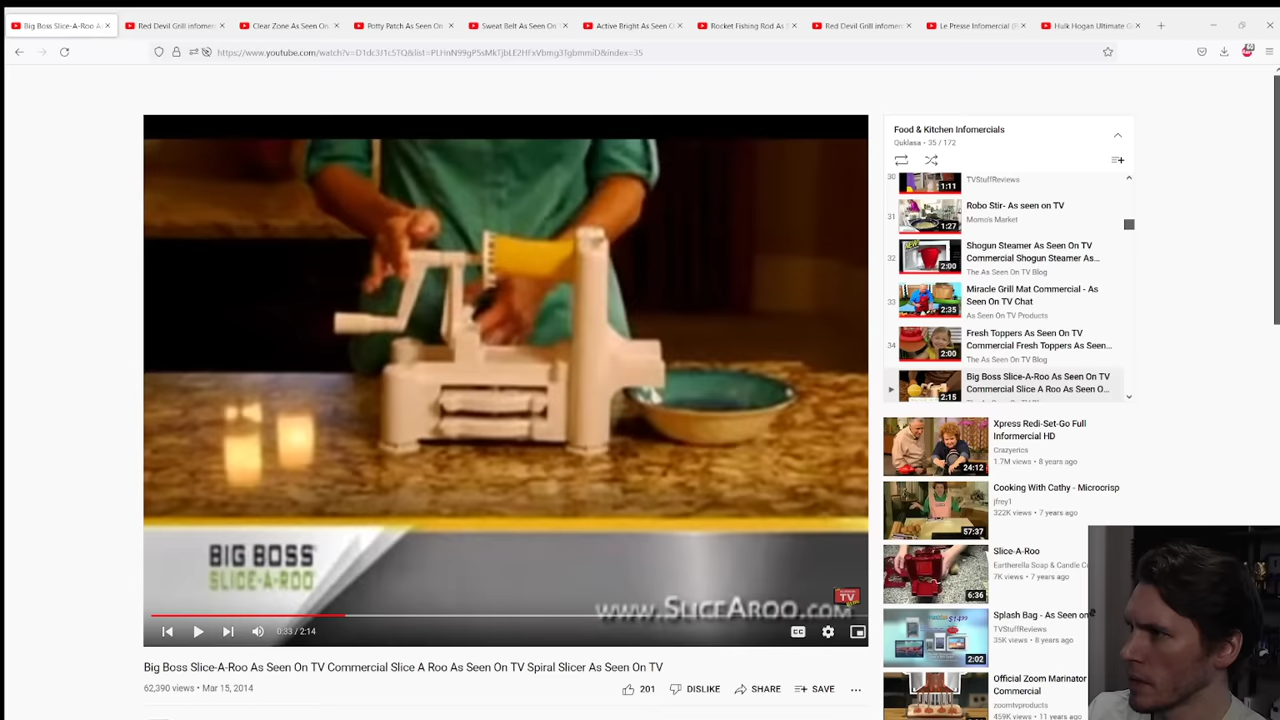 Big Boss Slice-A-Roo A
Red Devil Grill infomer
Clear Zone As Seen On
Potty Patch As Seen On
Sweat Belt As Seen On
Active Bright As Seen O
Rocket Fishing Rod As S
Red Devil Grill infomer
Le Presse Infomercial (F
Hulk Hogan Ultimate G
https://www.youtube.com/watch?v=D1dc3J1c5TQ&list=PLHnN99gP5sMkTjbLE2HFxVbmg3TgbmmiD&index=35
Food & Kitchen Infomercials
Quklasa • 35 / 172
30
1:11
TVStuffReviews
31
1:27
Robo Stir- As seen on TV
Momo's Market
32
2:00
Shogun Steamer As Seen On TV
Commercial Shogun Steamer As...
The As Seen On TV Blog
33
2:35
Miracle Grill Mat Commercial - As
Seen On TV Chat
As Seen On TV Products
34
2:00
Fresh Toppers As Seen On TV
Commercial Fresh Toppers As Seen...
The As Seen On TV Blog
2:15
Big Boss Slice-A-Roo As Seen On TV
Commercial Slice A Roo As Seen O...
24:12
Xpress Redi-Set-Go Full
Informercial HD
Crazyerics
1.7M views • 8 years ago
57:37
Cooking With Cathy - Microcrisp
jfrey1
322K views • 7 years ago
6:36
Slice-A-Roo
Eartherella Soap & Candle C
7K views • 7 years ago
2:02
Splash Bag - As Seen on
TVStuffReviews
35K views • 8 years ago
Official Zoom Marinator
Commercial
zoomtvproducts
459K views • 11 years ago
BIG BOSS
SLICE-A-ROO
www.SliceARoo.com
TV
0:33 / 2:14
CC
Big Boss Slice-A-Roo As Seen On TV Commercial Slice A Roo As Seen On TV Spiral Slicer As Seen On TV
62,390 views • Mar 15, 2014
201
DISLIKE
SHARE
SAVE